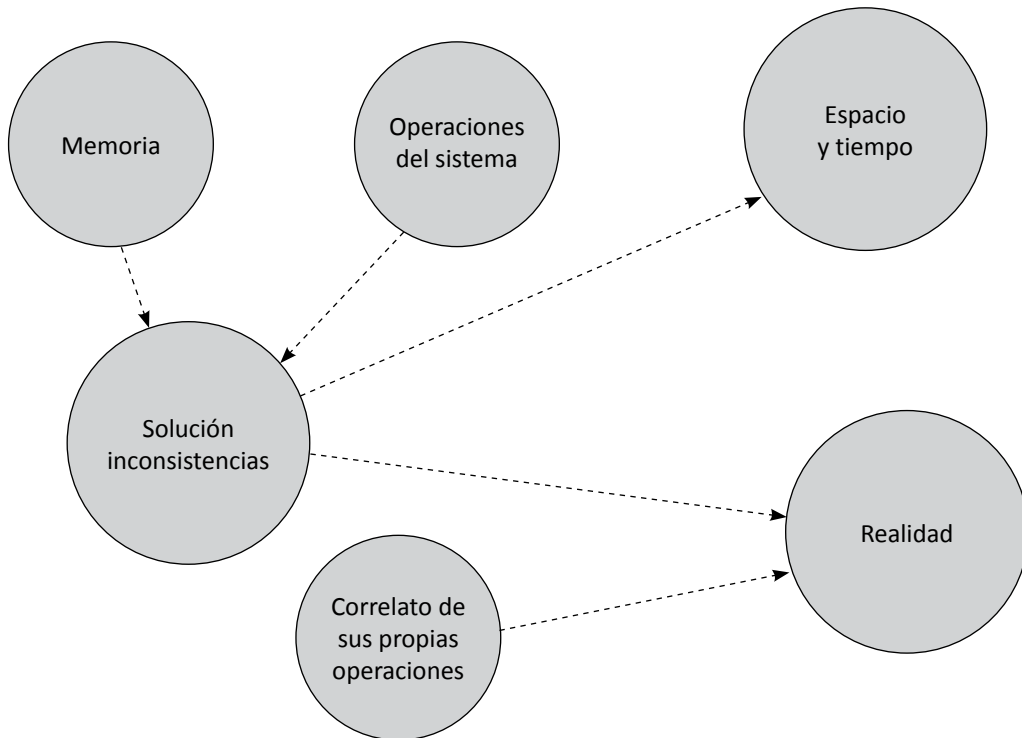 Memoria
Operaciones
del sistema
Espacio
y tiempo
Solución
inconsistencias
Realidad
Correlato de
sus propias
operaciones